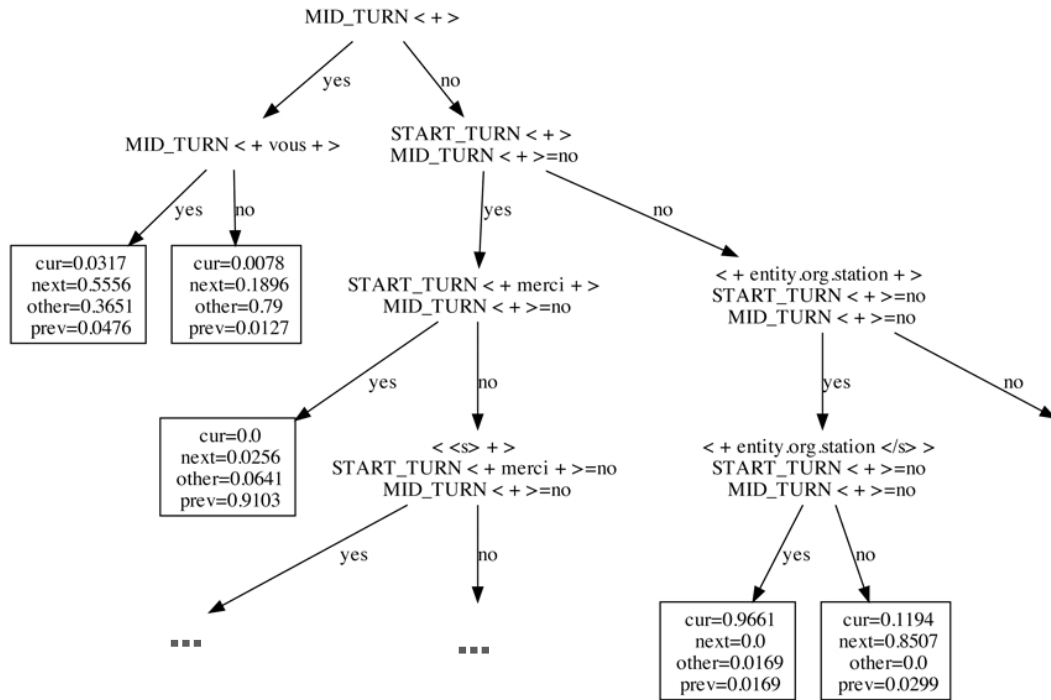 MID_TURN < + >
yes
no
MID_TURN < + vous + >
START_TURN < + >
MID_TURN < + >=no
yes
no
yes
no
cur=0.0317
next=0.5556
other=0.3651
prev=0.0476
cur=0.0078
next=0.1896
other=0.79
prev=0.0127
START_TURN < + merci + >
MID_TURN < + >=no
< + entity.org.station + >
START_TURN < + >=no
MID_TURN < + >=no
yes
no
yes
no
cur=0.0
next=0.0256
other=0.0641
prev=0.9103
< <s> + >
START_TURN < + merci + >=no
MID_TURN < + >=no
< + entity.org.station </s> >
START_TURN < + >=no
MID_TURN < + >=no
yes
no
yes
no
...
...
cur=0.9661
next=0.0
other=0.0169
prev=0.0169
cur=0.1194
next=0.8507
other=0.0
prev=0.0299